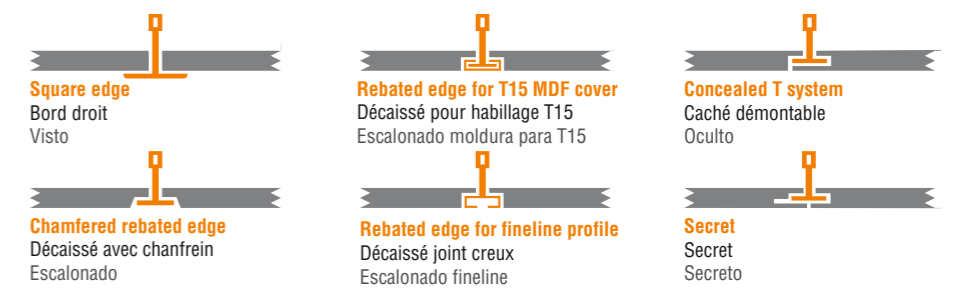 Square edge
Bord droit
Visto
Rebated edge for T15 MDF cover
Décaissé pour habillage T15
Escalonado moldura para T15
Concealed T system
Caché démontable
Oculto
Chamfered rebated edge
Décaissé avec chanfrein
Escalonado
Rebated edge for fineline profile
Décaissé joint creux
Escalonado fineline
Secret
Secret
Secreto